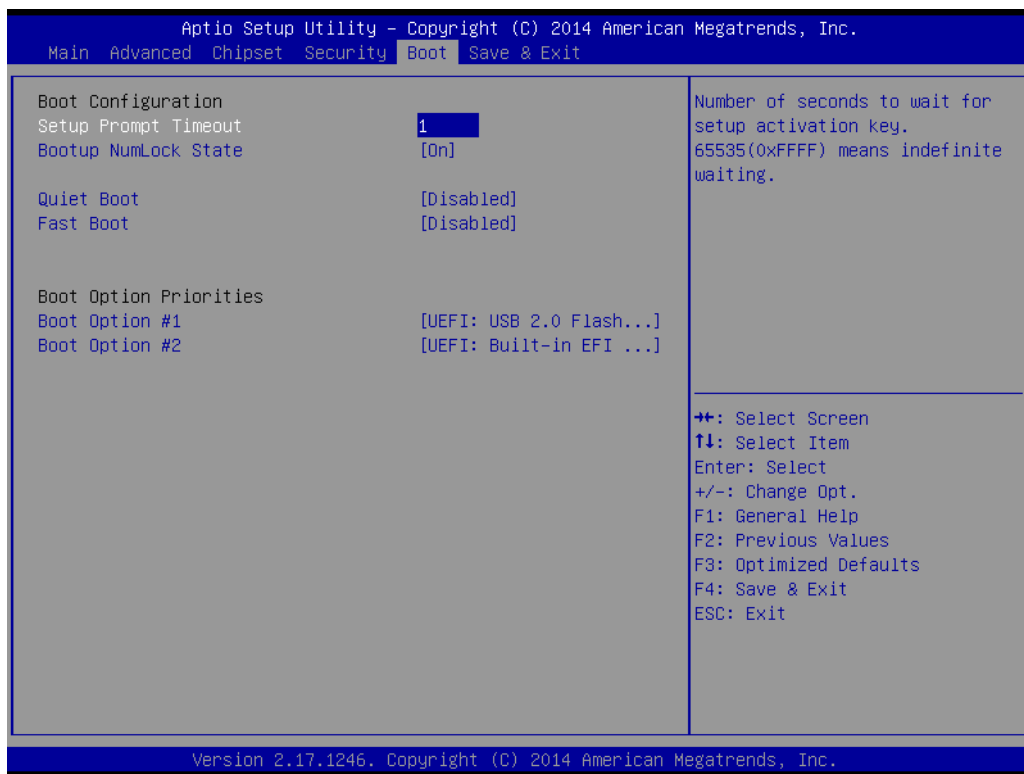 Aptio Setup Utility – Copyright (C) 2014 American Megatrends, Inc.
Main Advanced Chipset Security Boot Save & Exit
Boot Configuration
Setup Prompt Timeout 1
Bootup NumLock State [On]
Quiet Boot [Disabled]
Fast Boot [Disabled]
Boot Option Priorities
Boot Option #1 [UEFI: USB 2.0 Flash...]
Boot Option #2 [UEFI: Built-in EFI ...]
Number of seconds to wait for
setup activation key.
65535(0xFFFF) means indefinite
waiting.
→←: Select Screen
↑↓: Select Item
Enter: Select
+/-: Change Opt.
F1: General Help
F2: Previous Values
F3: Optimized Defaults
F4: Save & Exit
ESC: Exit
Version 2.17.1246. Copyright (C) 2014 American Megatrends, Inc.